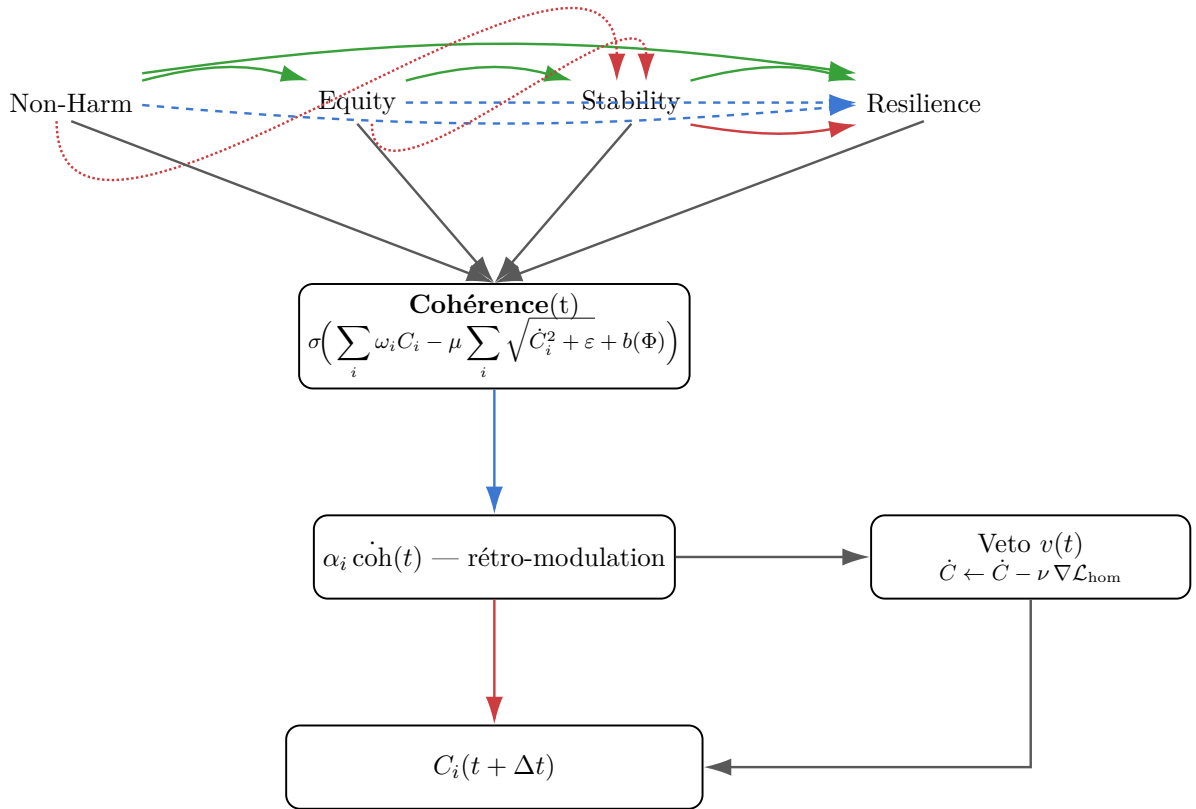 Non-Harm Equity Stability Resilience
Cohérence(t)
σ(∑_i ω_i C_i − μ ∑_i √(Ċ_i² + ε) + b(Φ))
α_i coḣ(t) — rétro-modulation
Veto v(t)
Ċ ← Ċ − ν ∇ℒ_hom
C_i(t + Δt)